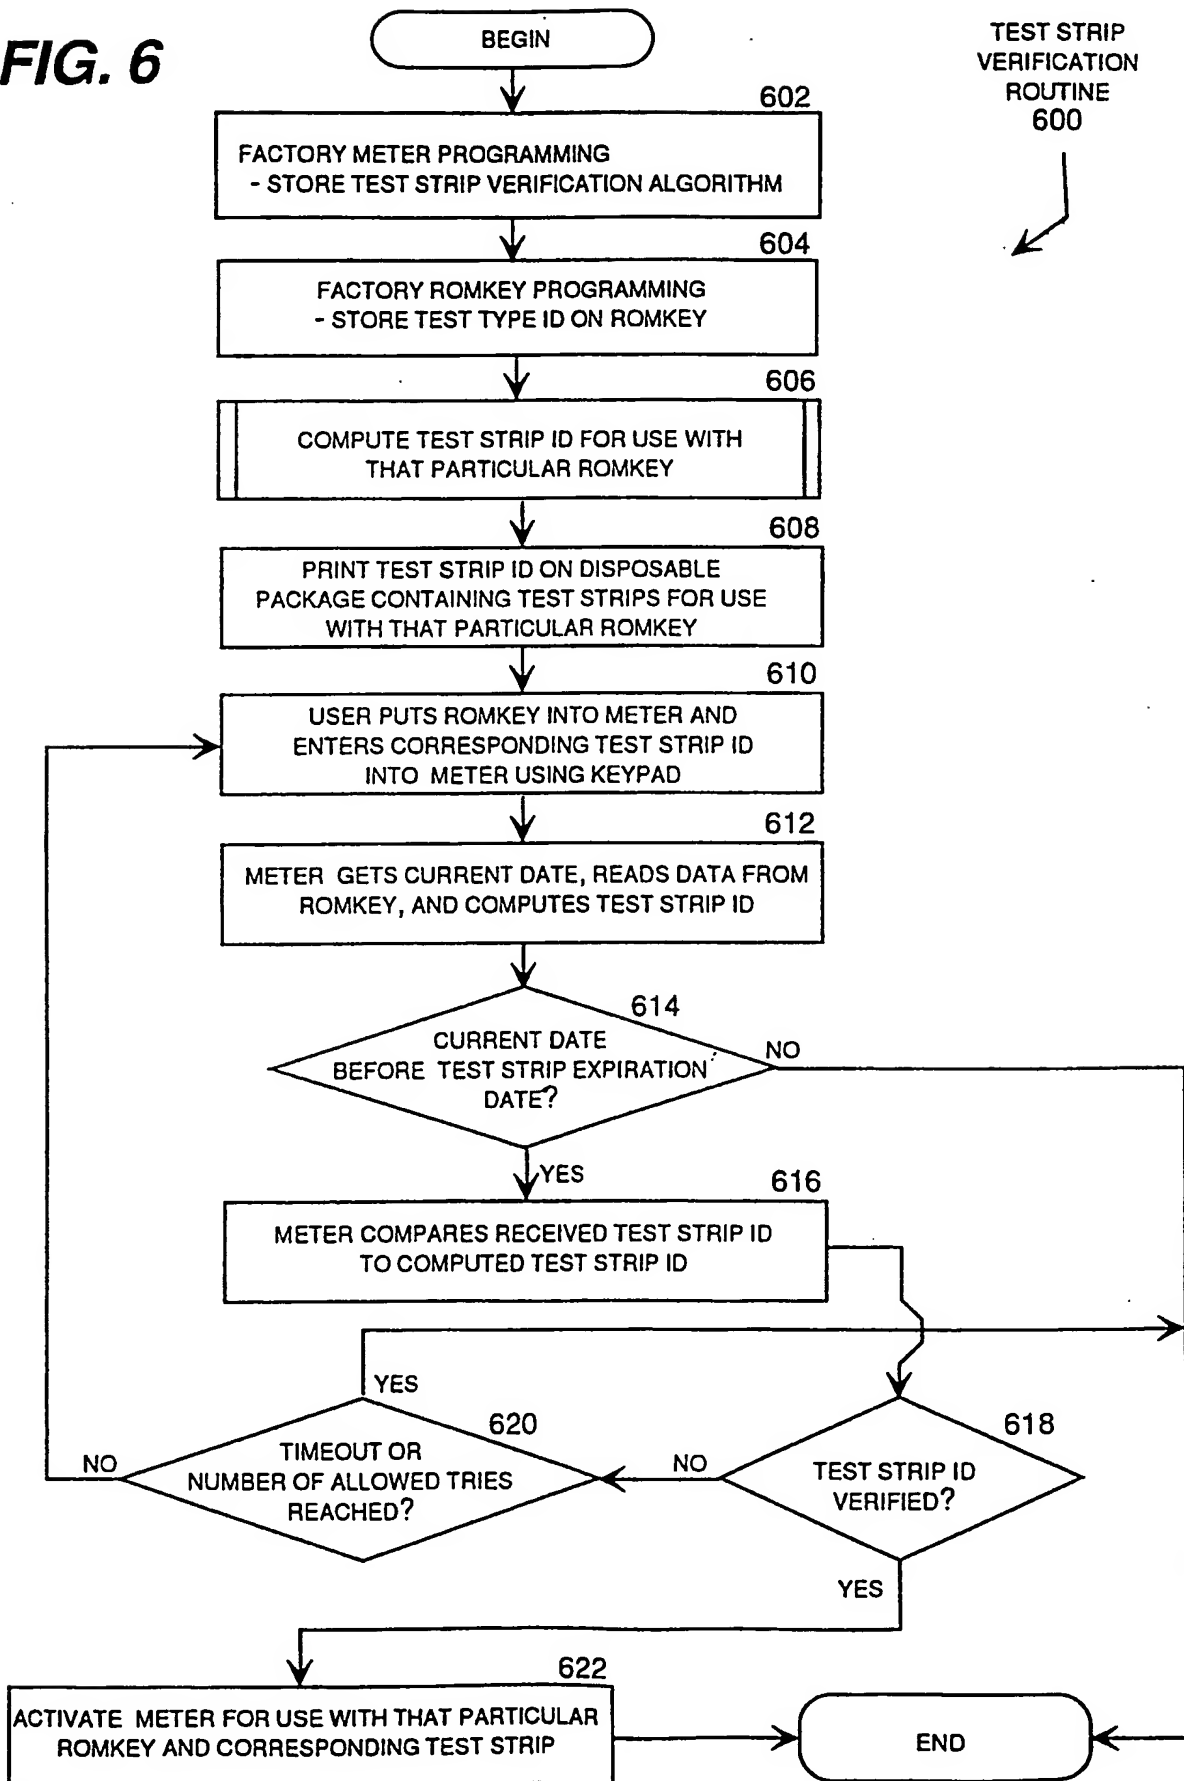 FIG. 6
BEGIN
TEST STRIP
VERIFICATION
ROUTINE
600
602
FACTORY METER PROGRAMMING
- STORE TEST STRIP VERIFICATION ALGORITHM
604
FACTORY ROMKEY PROGRAMMING
- STORE TEST TYPE ID ON ROMKEY
606
COMPUTE TEST STRIP ID FOR USE WITH
THAT PARTICULAR ROMKEY
608
PRINT TEST STRIP ID ON DISPOSABLE
PACKAGE CONTAINING TEST STRIPS FOR USE
WITH THAT PARTICULAR ROMKEY
610
USER PUTS ROMKEY INTO METER AND
ENTERS CORRESPONDING TEST STRIP ID
INTO METER USING KEYPAD
612
METER GETS CURRENT DATE, READS DATA FROM
ROMKEY, AND COMPUTES TEST STRIP ID
614
CURRENT DATE
BEFORE TEST STRIP EXPIRATION
DATE?
NO
YES
616
METER COMPARES RECEIVED TEST STRIP ID
TO COMPUTED TEST STRIP ID
YES
620
TIMEOUT OR
NUMBER OF ALLOWED TRIES
REACHED?
NO
NO
618
TEST STRIP ID
VERIFIED?
YES
622
ACTIVATE METER FOR USE WITH THAT PARTICULAR
ROMKEY AND CORRESPONDING TEST STRIP
END